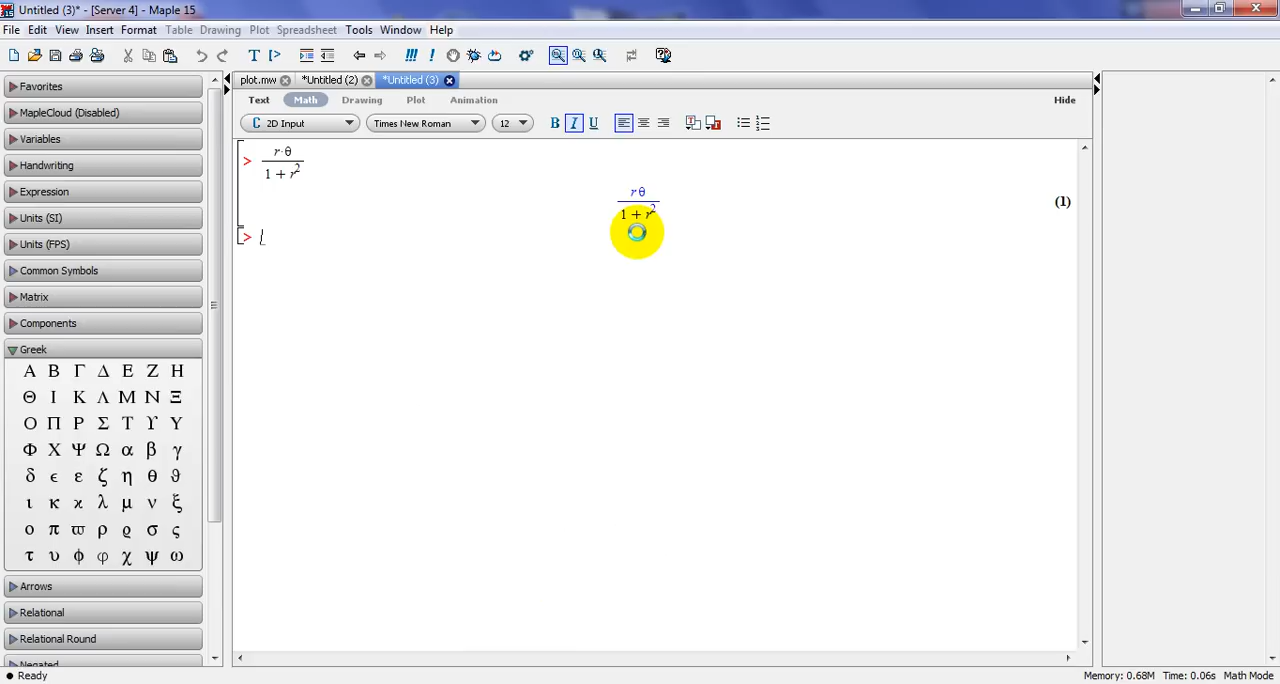 Untitled (3)* - [Server 4] - Maple 15
File Edit View Insert Format Table Drawing Plot Spreadsheet Tools Window Help
plot.mw *Untitled (2) *Untitled (3)
Text Math Drawing Plot Animation Hide
C 2D Input Times New Roman 12 B I U
Favorites
MapleCloud (Disabled)
Variables
Handwriting
Expression
Units (SI)
Units (FPS)
Common Symbols
Matrix
Components
Greek
Α Β Γ Δ Ε Ζ Η
Θ Ι Κ Λ Μ Ν Ξ
Ο Π Ρ Σ Τ ϒ Υ
Φ Χ Ψ Ω α β γ
δ ϵ ε ζ η θ ϑ
ι κ ϰ λ μ ν ξ
ο π ϖ ρ ϱ σ ς
τ υ ϕ φ χ ψ ω
Arrows
Relational
Relational Round
Negated
> r·θ
1 + r²
r θ
1 + r²
(1)
>
Ready Memory: 0.68M Time: 0.06s Math Mode